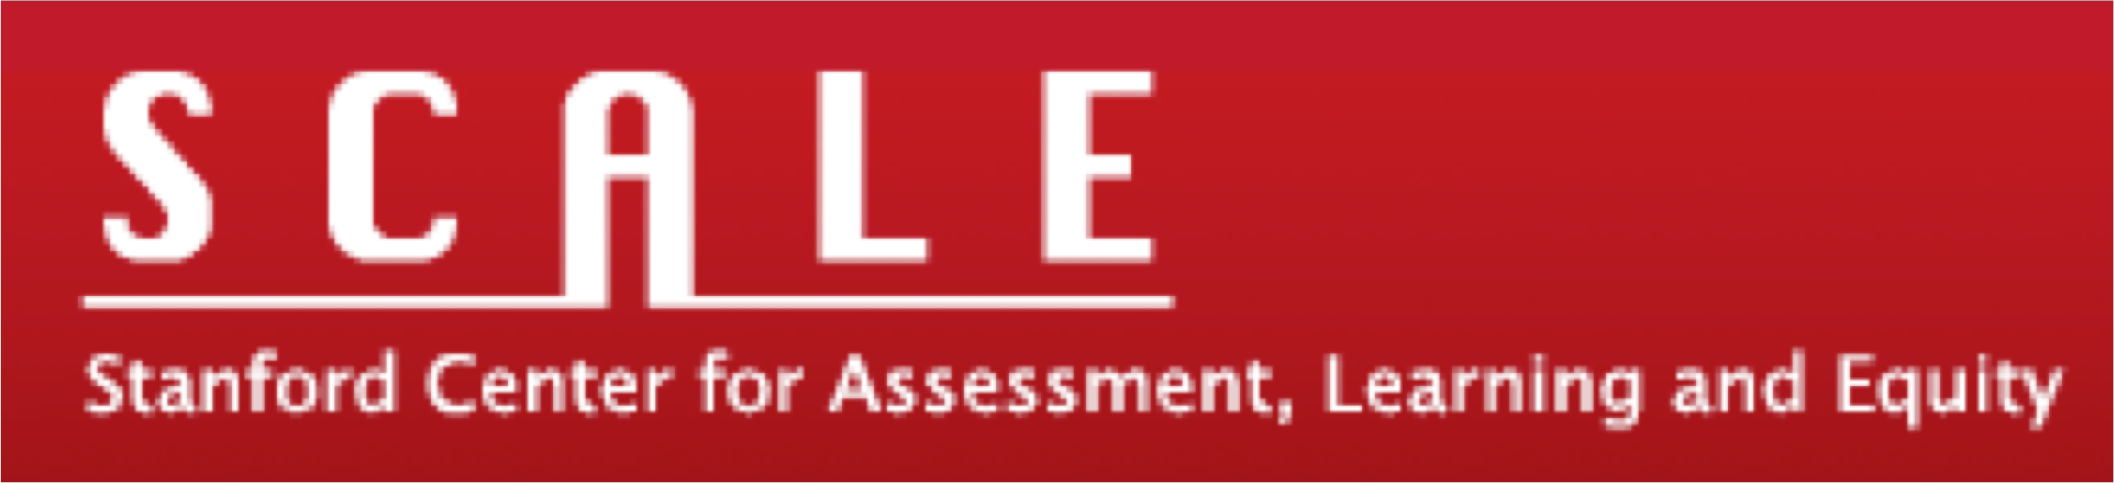 SCALE
Stanford Center for Assessment, Learning and Equity